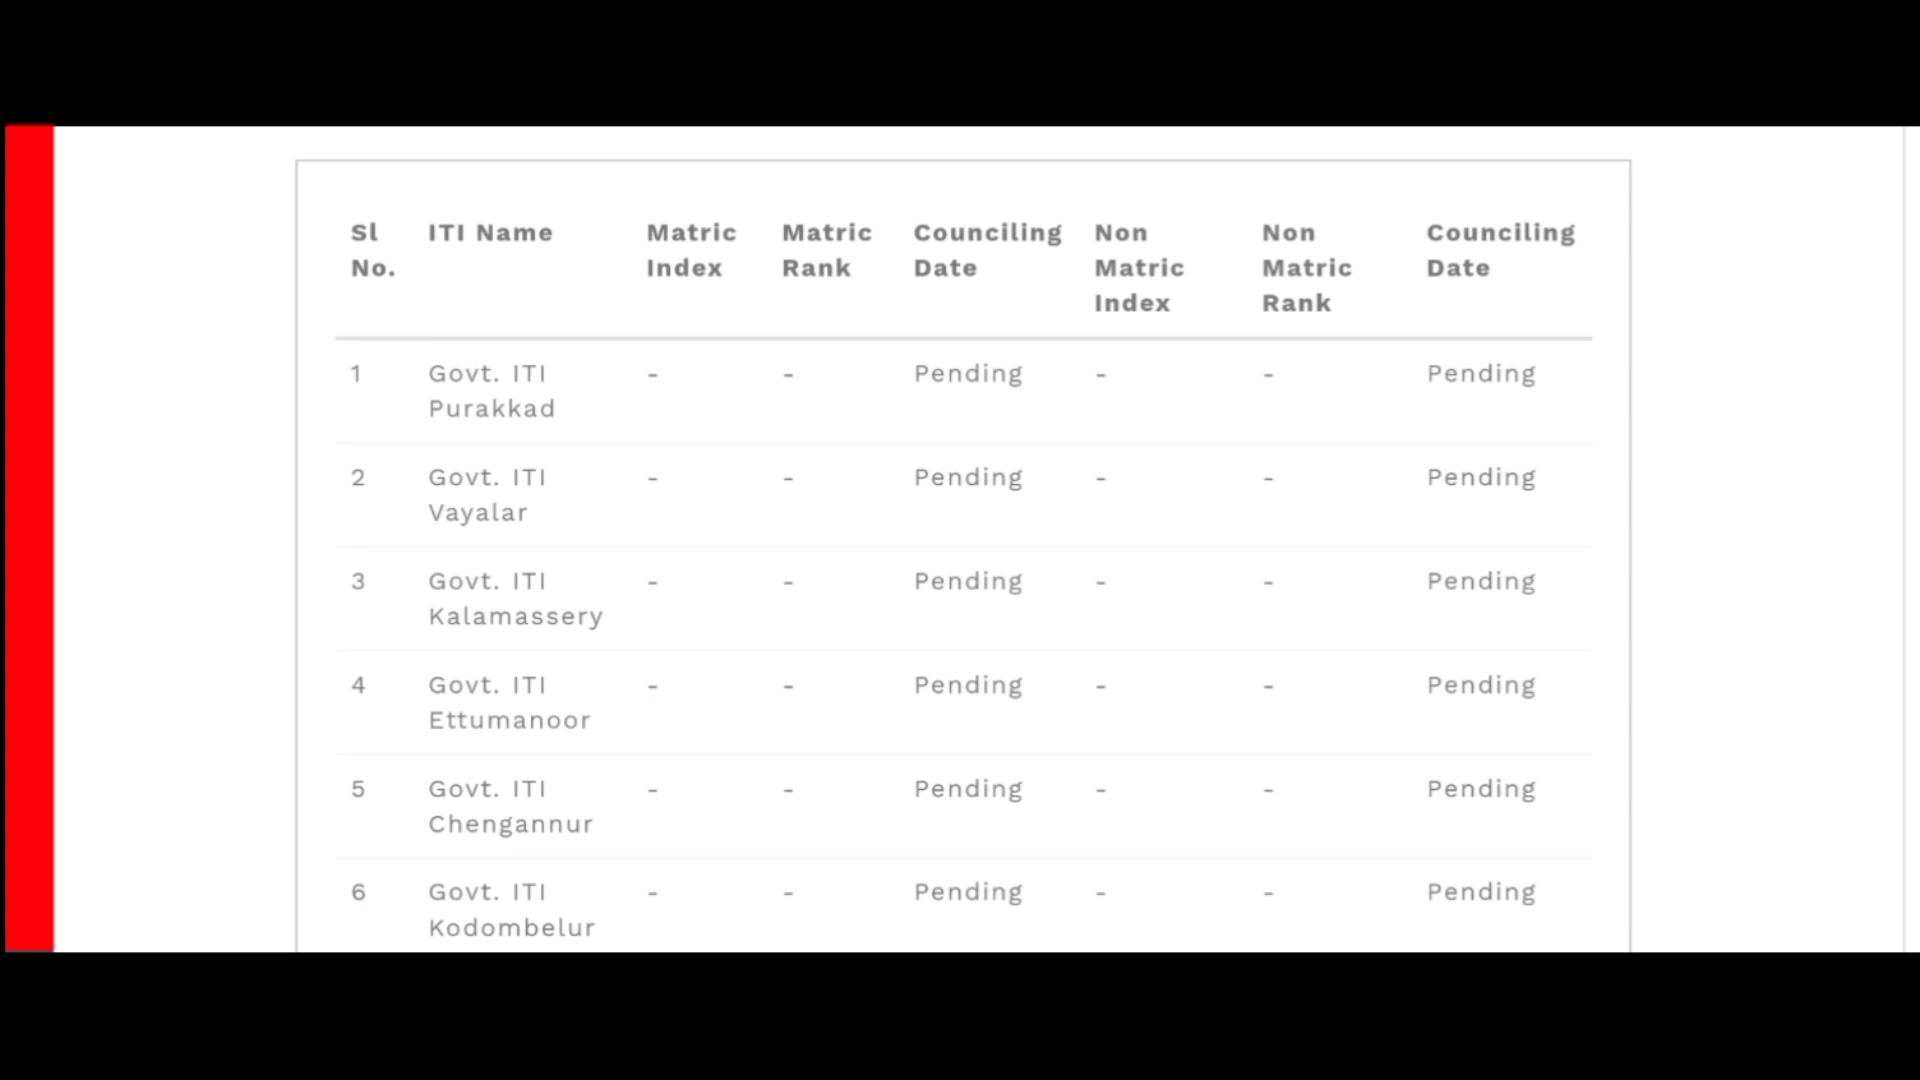 Sl No. ITI Name Matric Index Matric Rank Counciling Date Non Matric Index Non Matric Rank Counciling Date
1 Govt. ITI Purakkad - - Pending - - Pending
2 Govt. ITI Vayalar - - Pending - - Pending
3 Govt. ITI Kalamassery - - Pending - - Pending
4 Govt. ITI Ettumanoor - - Pending - - Pending
5 Govt. ITI Chengannur - - Pending - - Pending
6 Govt. ITI Kodombelur - - Pending - - Pending